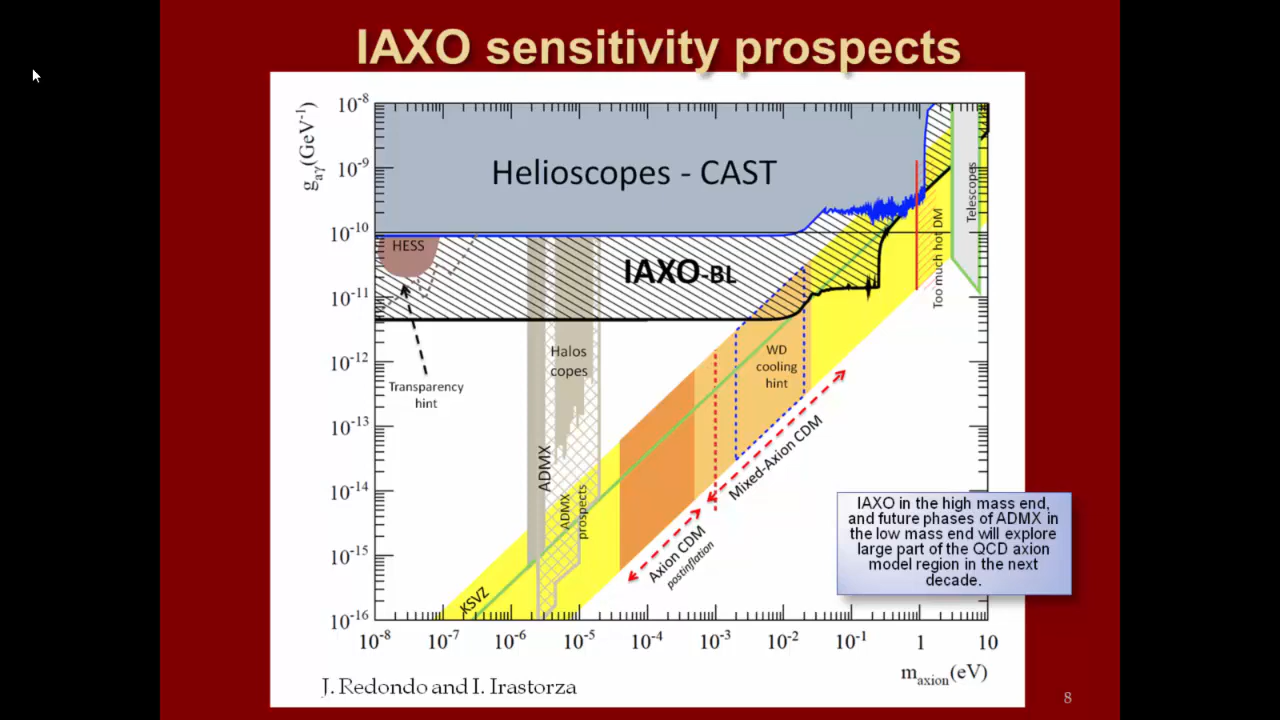 IAXO sensitivity prospects
g_aγ(GeV⁻¹)
10⁻⁸
10⁻⁹
10⁻¹⁰
10⁻¹¹
10⁻¹²
10⁻¹³
10⁻¹⁴
10⁻¹⁵
10⁻¹⁶
Helioscopes - CAST
HESS
IAXO-BL
Transparency
hint
Halos
copes
ADMX
ADMX
prospects
KSVZ
WD
cooling
hint
Axion CDM
postinflation
Mixed-Axion CDM
Too much hot DM
Telescopes
10⁻⁸ 10⁻⁷ 10⁻⁶ 10⁻⁵ 10⁻⁴ 10⁻³ 10⁻² 10⁻¹ 1 10
m_axion(eV)
IAXO in the high mass end,
and future phases of ADMX in
the low mass end will explore
large part of the QCD axion
model region in the next
decade.
J. Redondo and I. Irastorza
8